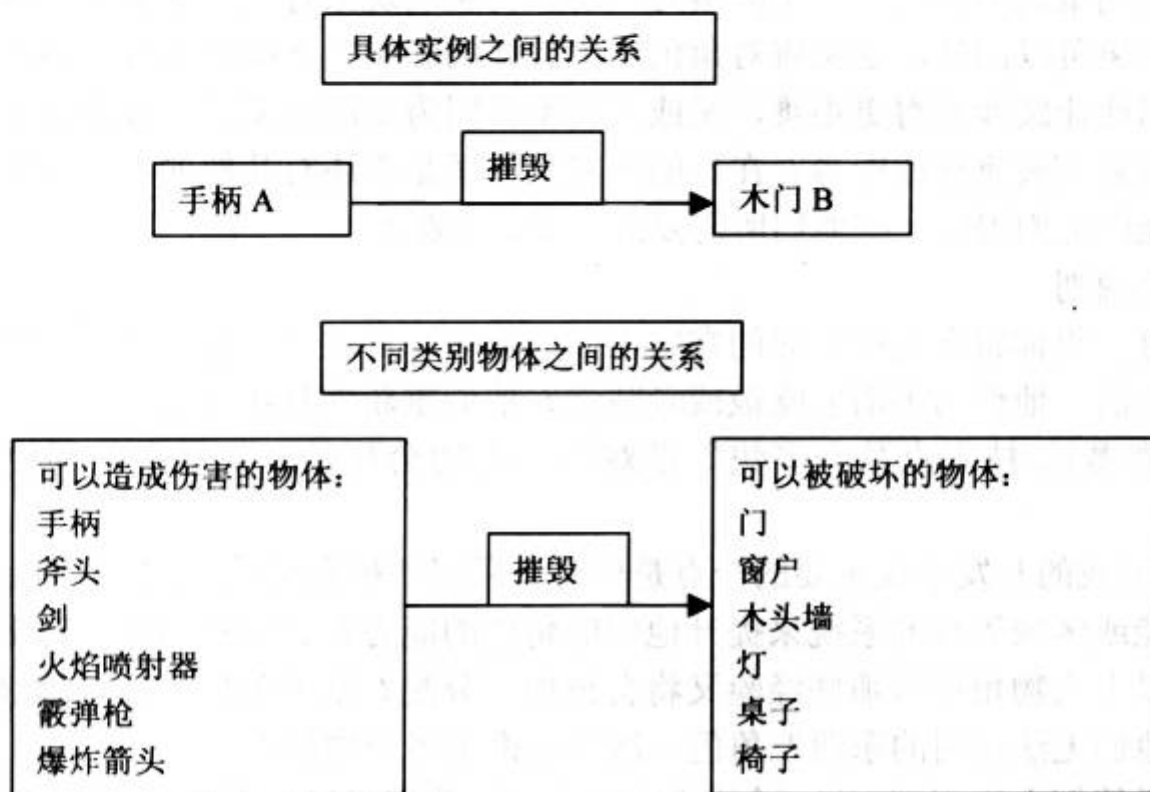 具体实例之间的关系
摧毁
手柄 A
木门 B
不同类别物体之间的关系
可以造成伤害的物体：
手柄
斧头
剑
火焰喷射器
霰弹枪
爆炸箭头
摧毁
可以被破坏的物体：
门
窗户
木头墙
灯
桌子
椅子